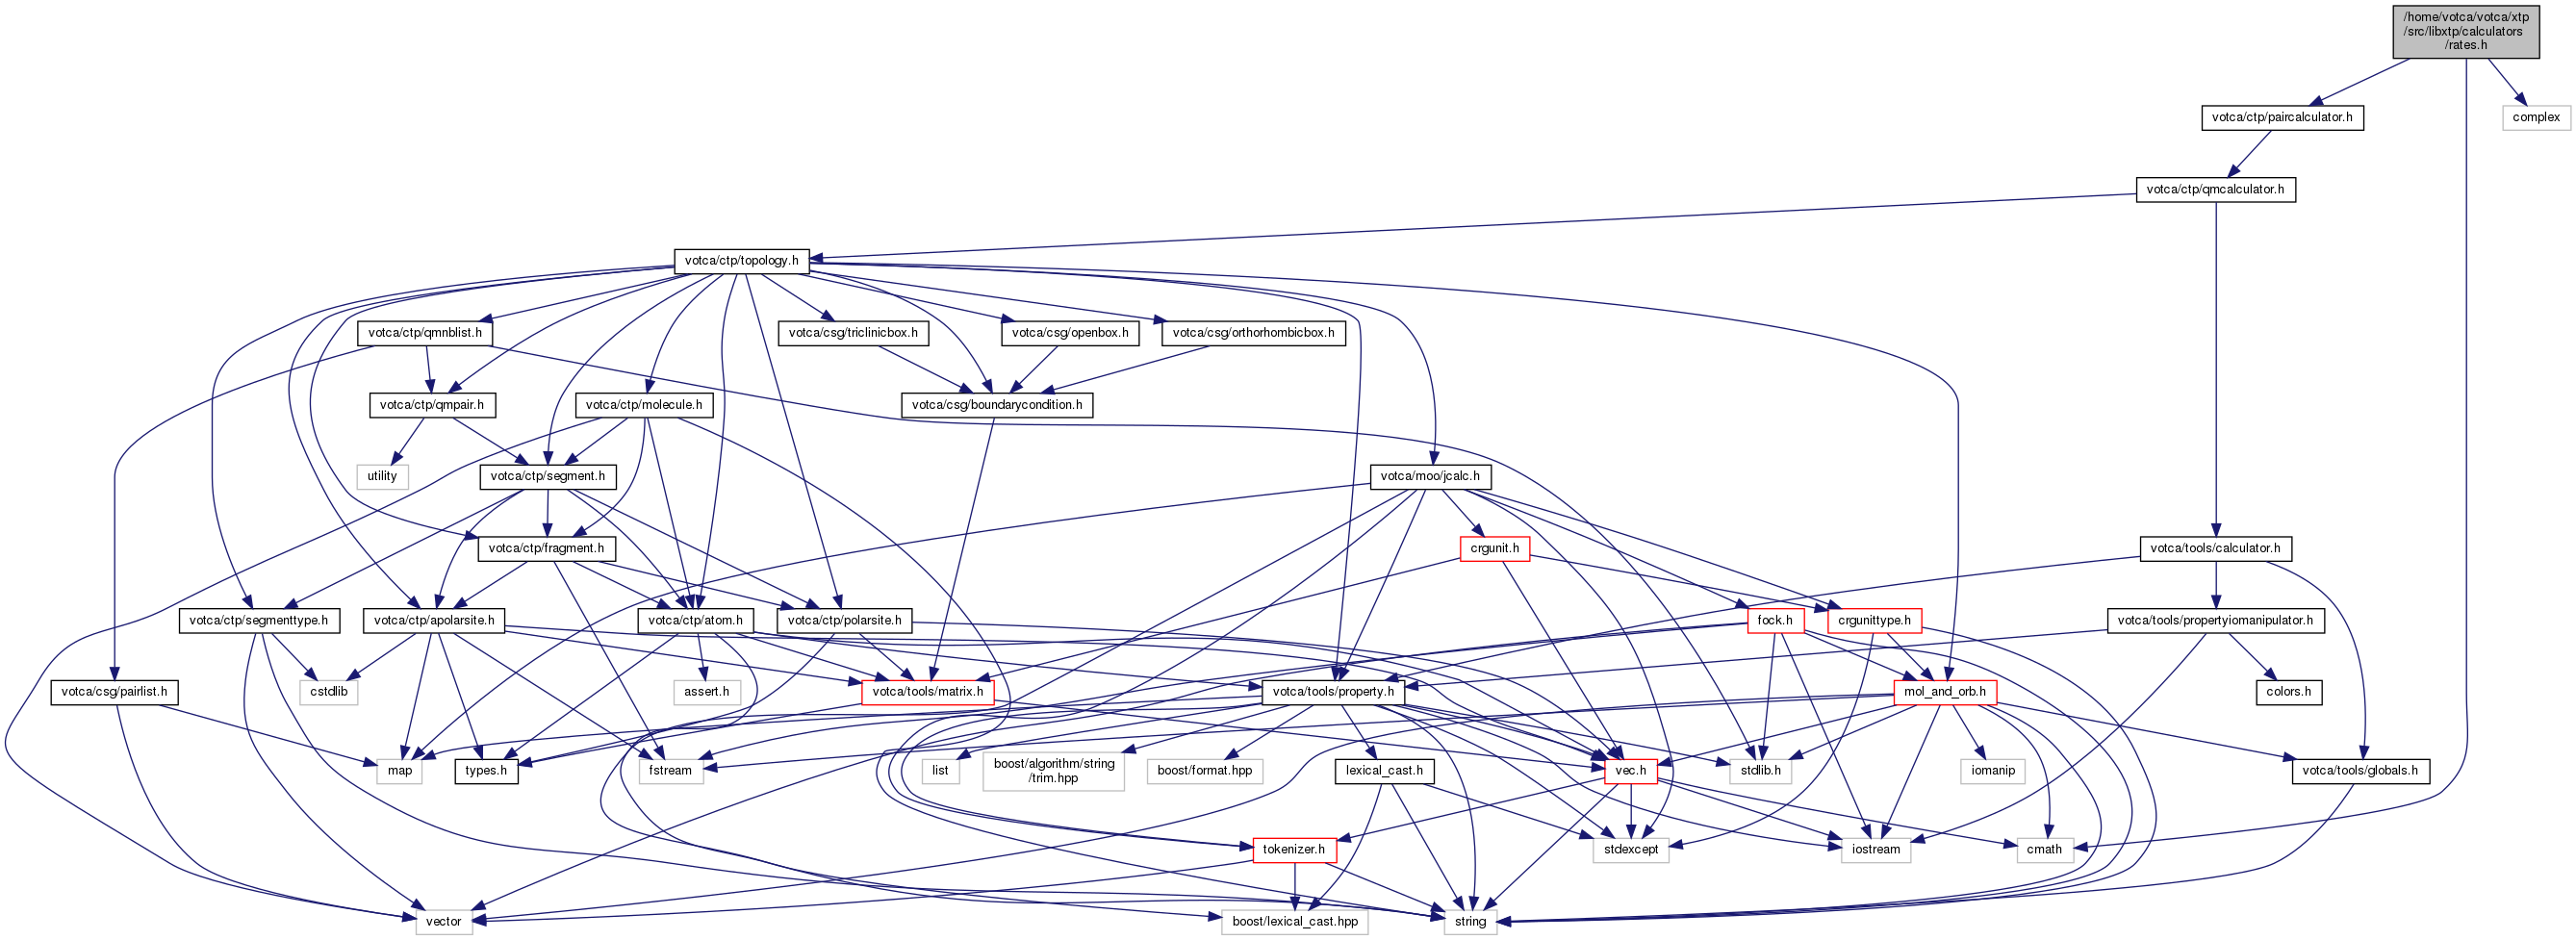 /home/votca/votca/xtp
/src/libxtp/calculators
/rates.h
votca/ctp/paircalculator.h
complex
votca/ctp/qmcalculator.h
votca/ctp/topology.h
votca/ctp/qmnblist.h
votca/csg/triclinicbox.h
votca/csg/openbox.h
votca/csg/orthorhombicbox.h
votca/ctp/qmpair.h
votca/ctp/molecule.h
votca/csg/boundarycondition.h
utility
votca/ctp/segment.h
votca/moo/jcalc.h
votca/ctp/fragment.h
crgunit.h
votca/tools/calculator.h
votca/ctp/segmenttype.h
votca/ctp/apolarsite.h
votca/ctp/atom.h
votca/ctp/polarsite.h
fock.h
crgunittype.h
votca/tools/propertyiomanipulator.h
votca/csg/pairlist.h
cstdlib
assert.h
votca/tools/matrix.h
votca/tools/property.h
mol_and_orb.h
colors.h
map
types.h
fstream
list
boost/algorithm/string
/trim.hpp
boost/format.hpp
lexical_cast.h
vec.h
stdlib.h
iomanip
votca/tools/globals.h
tokenizer.h
stdexcept
iostream
cmath
vector
boost/lexical_cast.hpp
string